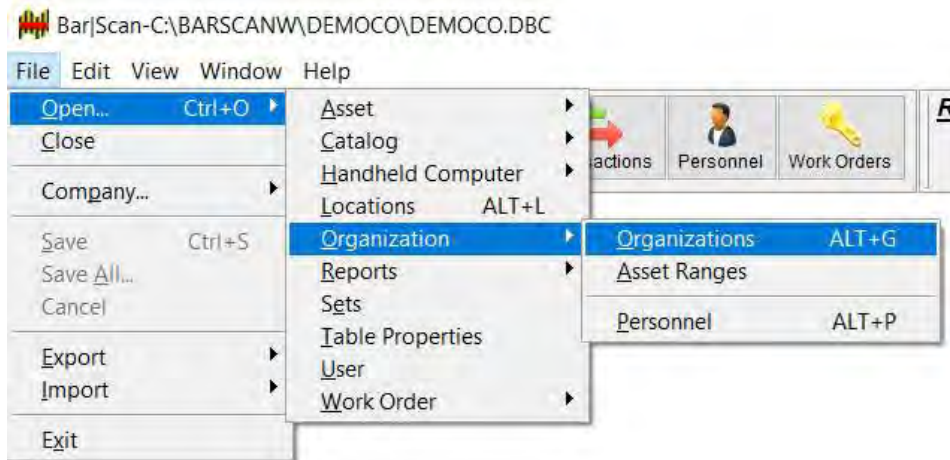 Bar|Scan-C:\BARSCANW\DEMOCO\DEMOCO.DBC
File Edit View Window Help
Open... Ctrl+O
Close
Company...
Save Ctrl+S
Save All...
Cancel
Export
Import
Exit
Asset
Catalog
Handheld Computer
Locations ALT+L
Organization
Reports
Sets
Table Properties
User
Work Order
actions Personnel Work Orders
Organizations ALT+G
Asset Ranges
Personnel ALT+P